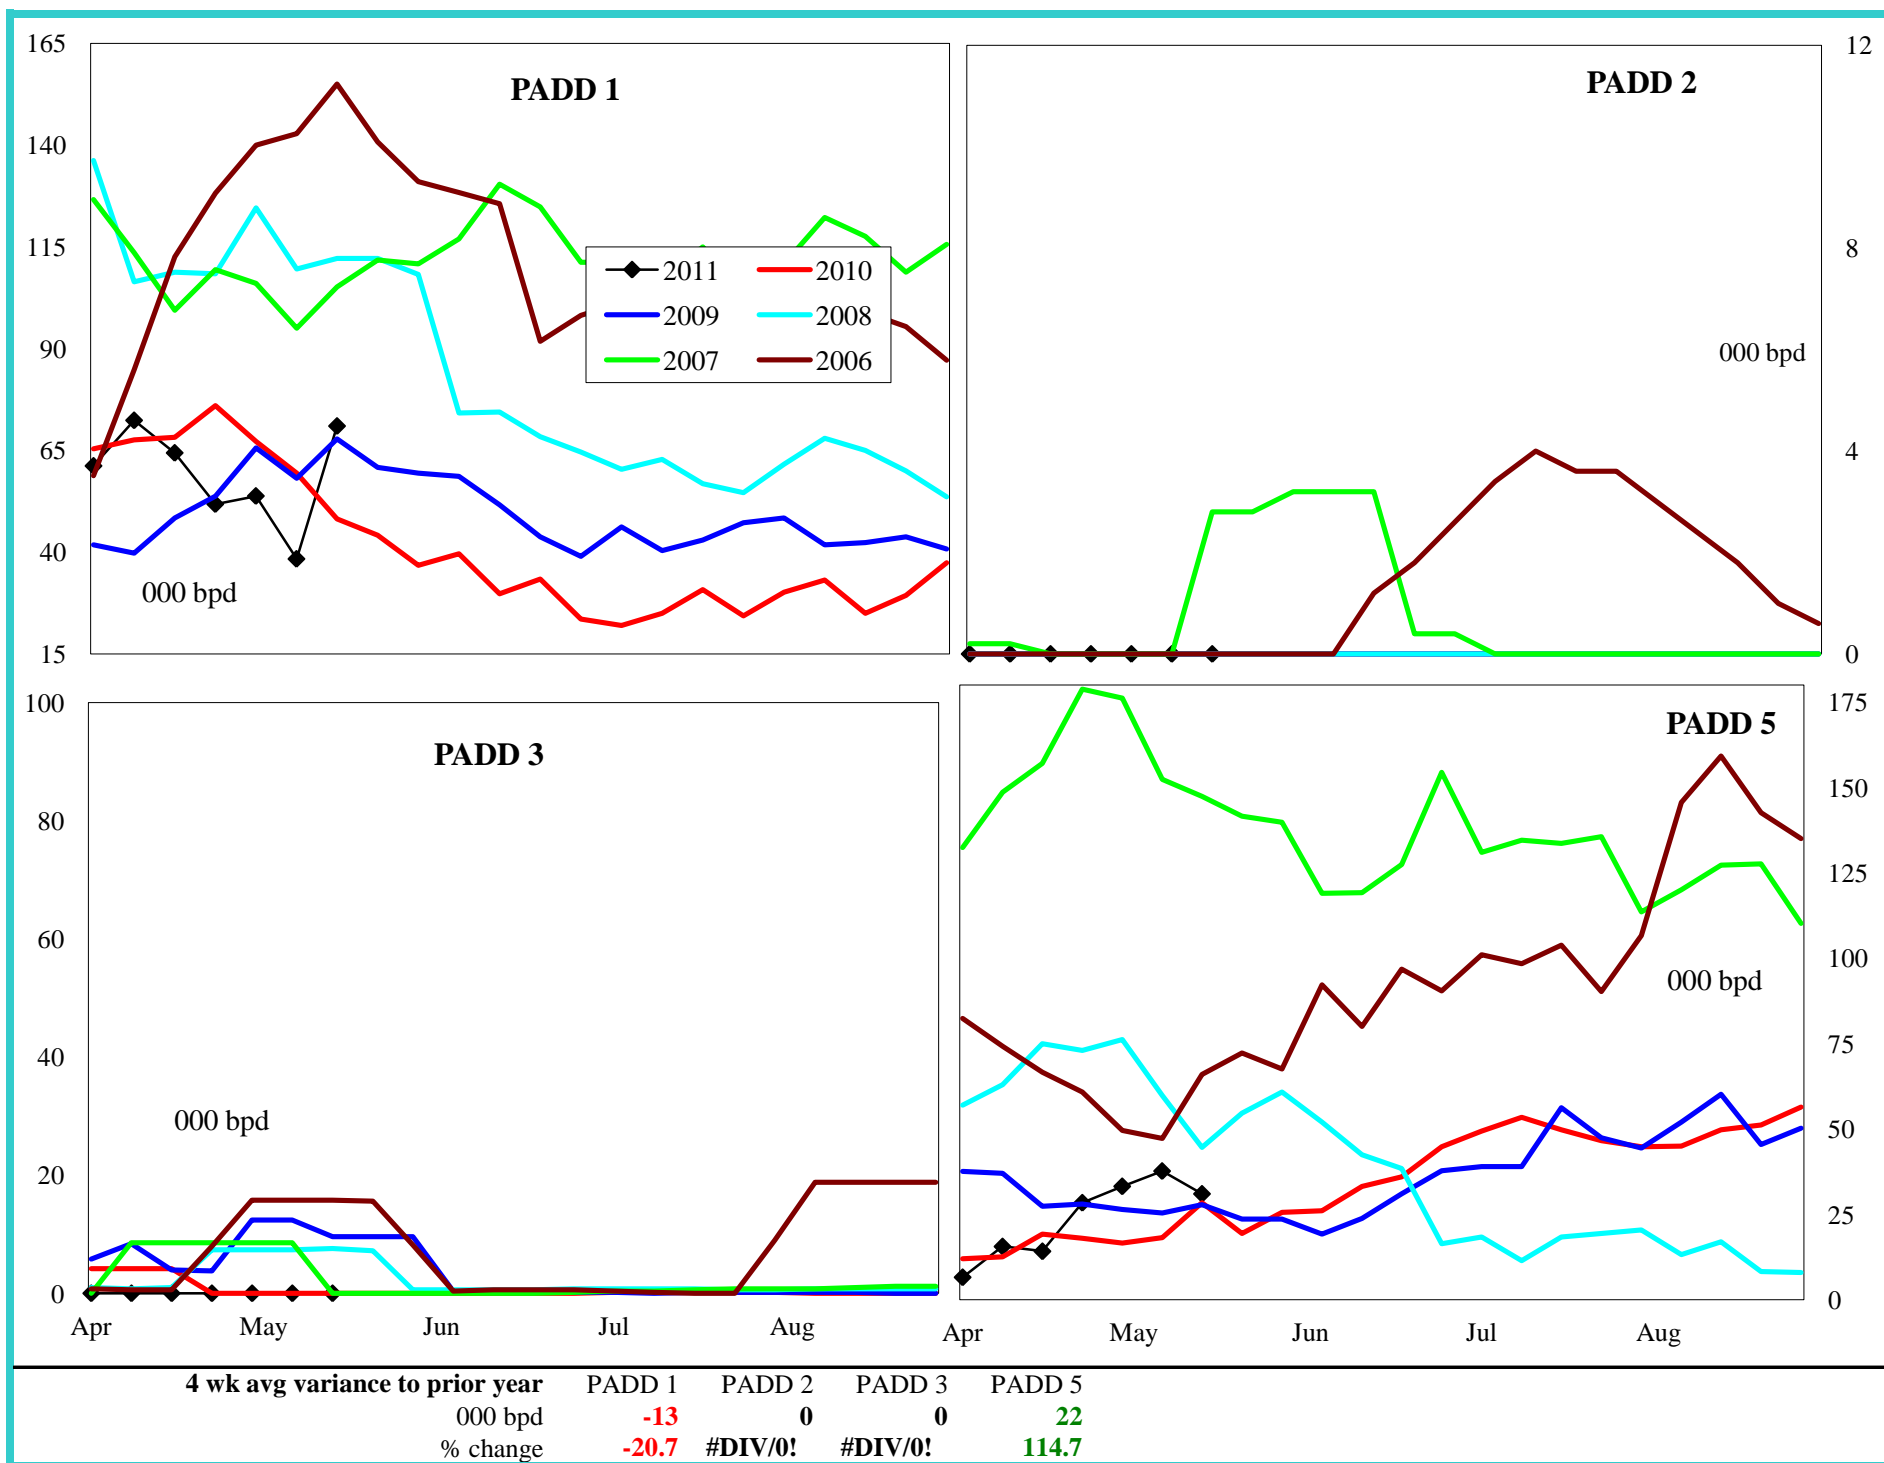 PADD 1
165
140
115
90
65
40
15
2011 2010
2009 2008
2007 2006
000 bpd
PADD 2
12
8
4
0
000 bpd
PADD 3
100
80
60
40
20
0
000 bpd
Apr May Jun Jul Aug
PADD 5
175
150
125
100
75
50
25
0
000 bpd
Apr May Jun Jul Aug
4 wk avg variance to prior year PADD 1 PADD 2 PADD 3 PADD 5
000 bpd -13 0 0 22
% change -20.7 #DIV/0! #DIV/0! 114.7